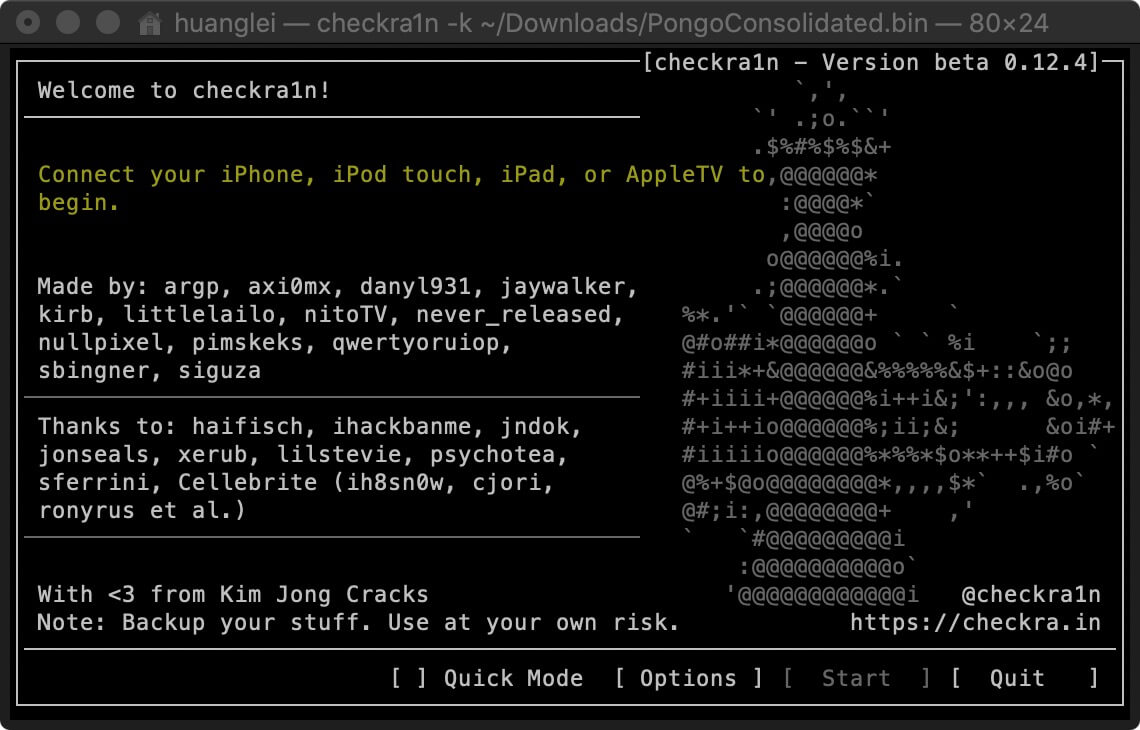 huanglei — checkra1n -k ~/Downloads/PongoConsolidated.bin — 80×24
[checkra1n - Version beta 0.12.4]
Welcome to checkra1n!
Connect your iPhone, iPod touch, iPad, or AppleTV to
begin.
Made by: argp, axi0mx, danyl931, jaywalker,
kirb, littlelailo, nitoTV, never_released,
nullpixel, pimskeks, qwertyoruiop,
sbingner, siguza
Thanks to: haifisch, ihackbanme, jndok,
jonseals, xerub, lilstevie, psychotea,
sferrini, Cellebrite (ih8sn0w, cjori,
ronyrus et al.)
With <3 from Kim Jong Cracks
@checkra1n
Note: Backup your stuff. Use at your own risk.
https://checkra.in
[ ] Quick Mode [ Options ] [ Start ] [ Quit ]